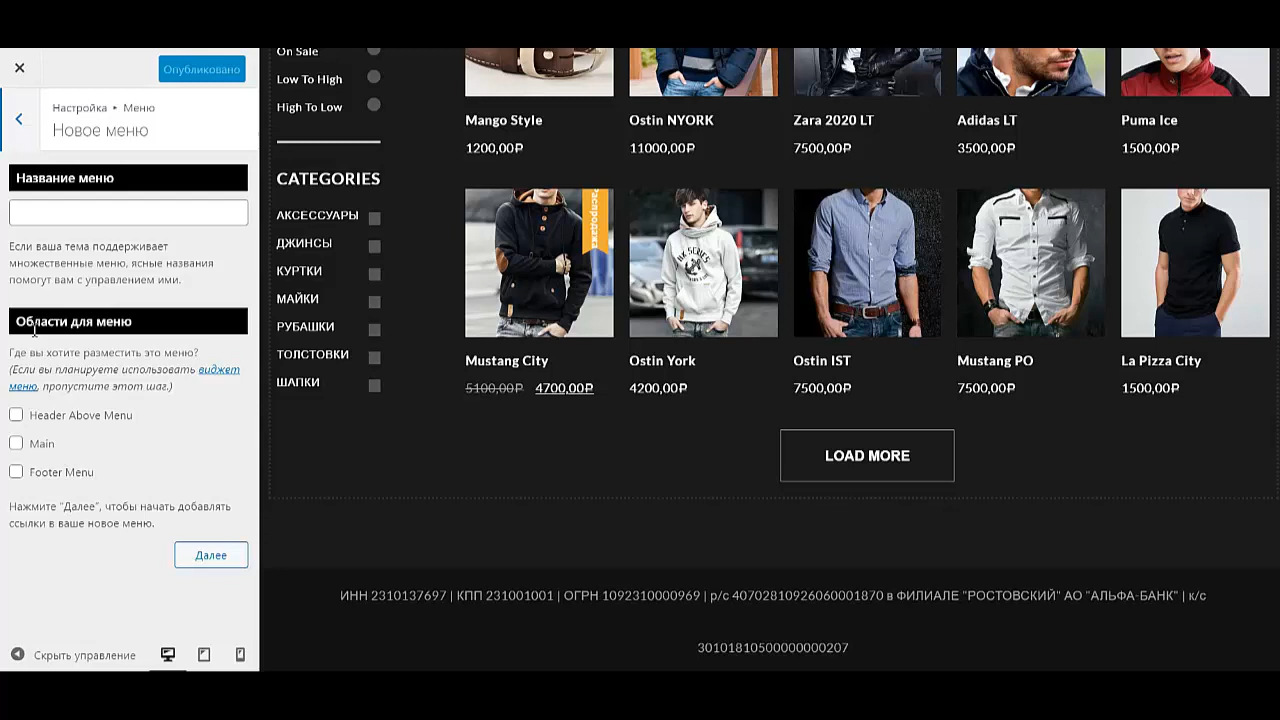 Опубликовано
Настройка ▸ Меню
Новое меню
Название меню
Если ваша тема поддерживает
множественные меню, ясные названия
помогут вам с управлением ими.
Области для меню
Где вы хотите разместить это меню?
(Если вы планируете использовать виджет
меню, пропустите этот шаг.)
Header Above Menu
Main
Footer Menu
Нажмите "Далее", чтобы начать добавлять
ссылки в ваше новое меню.
Далее
Скрыть управление
On Sale
Low To High
High To Low
CATEGORIES
АКСЕССУАРЫ
ДЖИНСЫ
КУРТКИ
МАЙКИ
РУБАШКИ
ТОЛСТОВКИ
ШАПКИ
Mango Style
1200,00₽
Ostin NYORK
11000,00₽
Zara 2020 LT
7500,00₽
Adidas LT
3500,00₽
Puma Ice
1500,00₽
Распродажа
Mustang City
5100,00₽ 4700,00₽
Ostin York
4200,00₽
Ostin IST
7500,00₽
Mustang PO
7500,00₽
La Pizza City
1500,00₽
LOAD MORE
ИНН 2310137697 | КПП 231001001 | ОГРН 1092310000969 | р/с 40702810926060001870 в ФИЛИАЛЕ "РОСТОВСКИЙ" АО "АЛЬФА-БАНК" | к/с
30101810500000000207